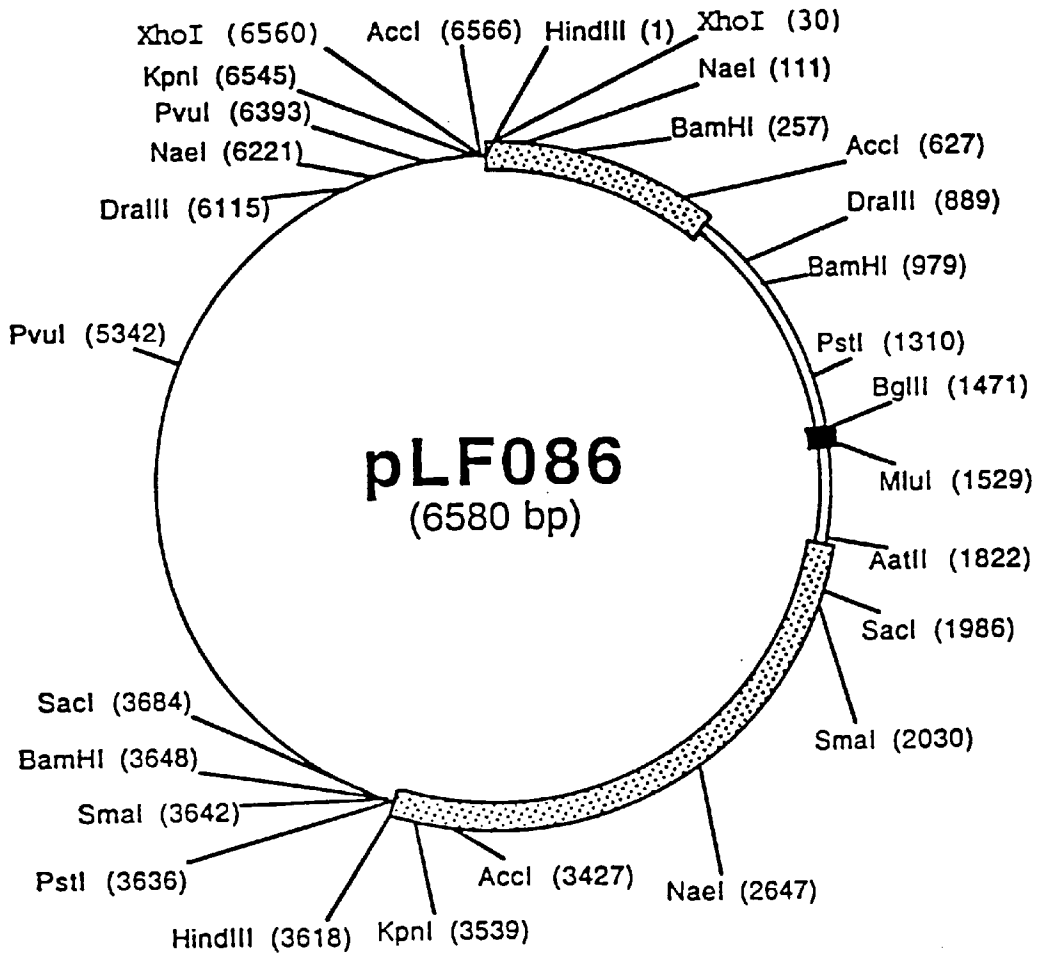 XhoI (6560)
AccI (6566)
HindIII (1)
XhoI (30)
KpnI (6545)
NaeI (111)
PvuI (6393)
BamHI (257)
NaeI (6221)
AccI (627)
DraIII (6115)
DraIII (889)
BamHI (979)
PvuI (5342)
PstI (1310)
BglII (1471)
pLF086
(6580 bp)
MluI (1529)
AatII (1822)
SacI (1986)
SacI (3684)
SmaI (2030)
BamHI (3648)
SmaI (3642)
PstI (3636)
AccI (3427)
NaeI (2647)
HindIII (3618)
KpnI (3539)